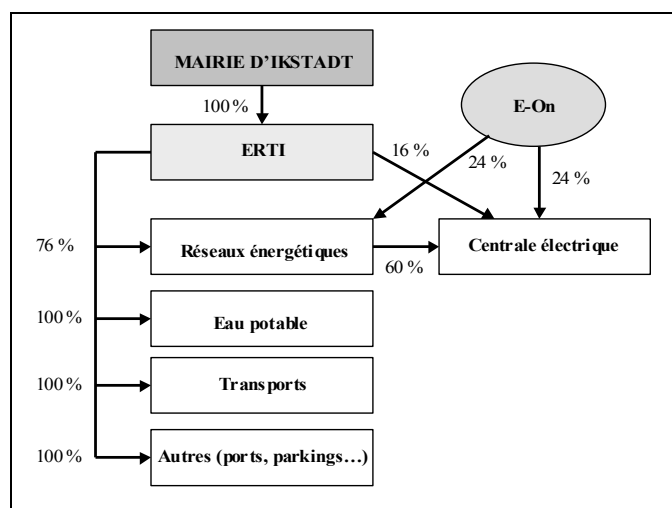 MAIRIE D'IKSTADT
100 %
E-On
ERTI
16 %
24 %
24 %
76 %
Réseaux énergétiques
60 %
Centrale électrique
100 %
Eau potable
100 %
Transports
100 %
Autres (ports, parkings…)